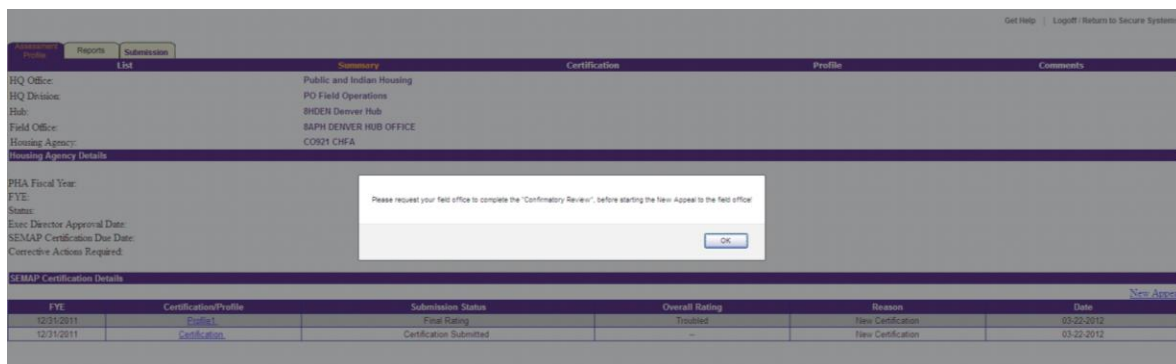 Get Help | Logoff / Return to Secure Systems
Assessment Profile Reports Submission
List Summary Certification Profile Comments
HQ Office: Public and Indian Housing
HQ Division: PO Field Operations
Hub: 8HDEN Denver Hub
Field Office: 8APH DENVER HUB OFFICE
Housing Agency: CO921 CHFA
Housing Agency Details
PHA Fiscal Year:
FYE:
Status:
Exec Director Approval Date:
SEMAP Certification Due Date:
Corrective Actions Required:
Please request your field office to complete the "Confirmatory Review", before starting the New Appeal to the field office!
OK
SEMAP Certification Details
New Appeal
FYE Certification/Profile Submission Status Overall Rating Reason Date
12/31/2011 Profile1 Final Rating Troubled New Certification 03-22-2012
12/31/2011 Certification Certification Submitted -- New Certification 03-22-2012